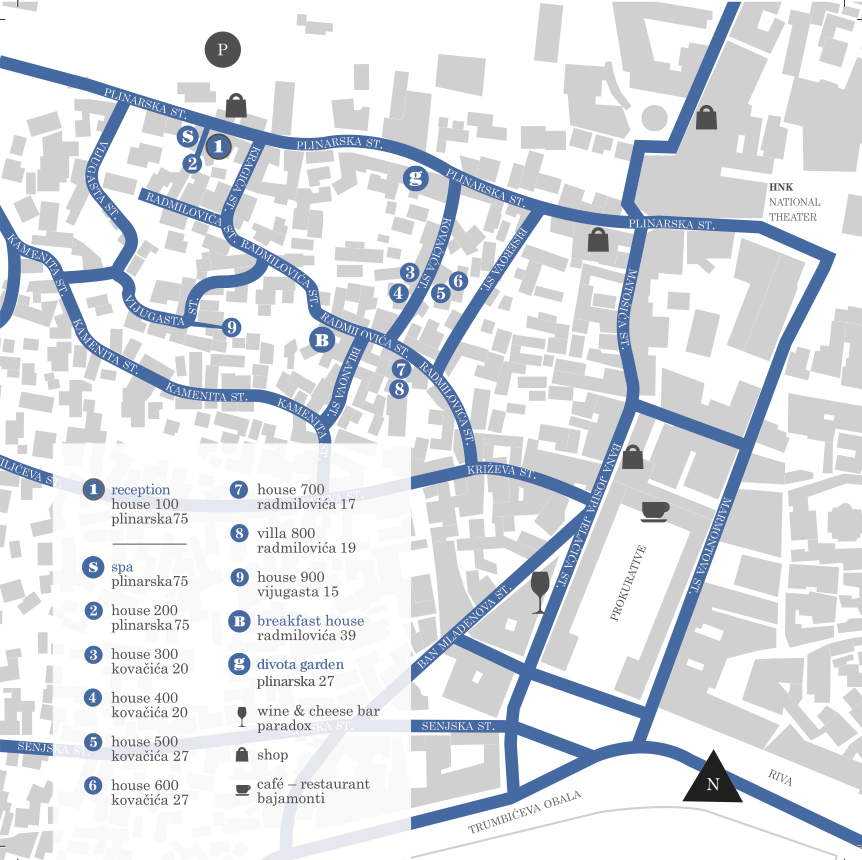 P
PLINARSKA ST.
S
1
2
PLINARSKA ST.
VIJUGASTA ST.
KRAGIĆA ST.
g
PLINARSKA ST.
HNK
NATIONAL
THEATER
RADMILOVIĆA ST.
PLINARSKA ST.
KAMENITA ST.
RADMILOVIĆA ST.
KOVAČIĆA ST.
BISEROVA ST.
3
4
5
6
MATOŠIĆA ST.
VIJUGASTA ST.
9
B
RADMILOVIĆA ST.
KAMENITA ST.
BILANOVA ST.
7
8
RADMILOVIĆA ST.
KAMENITA ST.
KAMENITA ST.
ILIĆEVA ST.
KRIŽEVA ST.
BANA JOSIPA JELAČIĆA ST.
MARMONTOVA ST.
PROKURATIVE
BAN MLADENOVA ST.
SENJSKA ST.
SENJSKA ST.
TRUMBIĆEVA OBALA
N
RIVA
1 reception
house 100
plinarska75
S spa
plinarska75
2 house 200
plinarska75
3 house 300
kovačića 20
4 house 400
kovačića 20
5 house 500
kovačića 27
6 house 600
kovačića 27
7 house 700
radmilovića 17
8 villa 800
radmilovića 19
9 house 900
vijugasta 15
B breakfast house
radmilovića 39
g divota garden
plinarska 27
wine & cheese bar
paradox
shop
café – restaurant
bajamonti